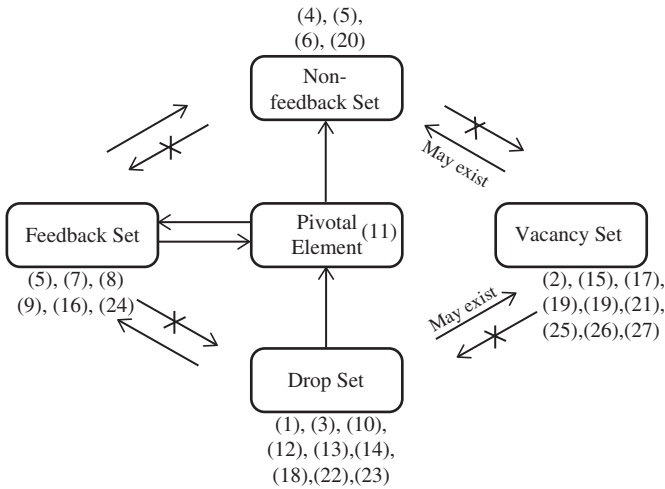 (4), (5),
(6), (20)
Non-
feedback Set
May exist
Feedback Set
Pivotal
Element (11)
Vacancy Set
(5), (7), (8)
(9), (16), (24)
(2), (15), (17),
(19),(19),(21),
(25),(26),(27)
May exist
Drop Set
(1), (3), (10),
(12), (13),(14),
(18),(22),(23)